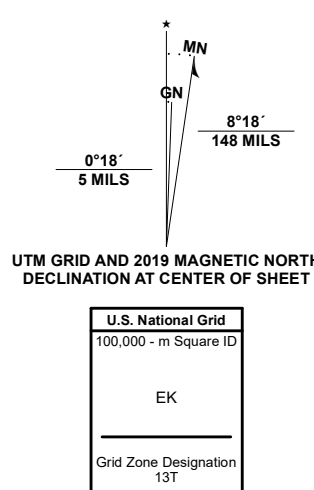 ★
MN
GN
8°18´
148 MILS
0°18´
5 MILS
UTM GRID AND 2019 MAGNETIC NORTH
DECLINATION AT CENTER OF SHEET
U.S. National Grid
100,000 - m Square ID
EK
Grid Zone Designation
13T